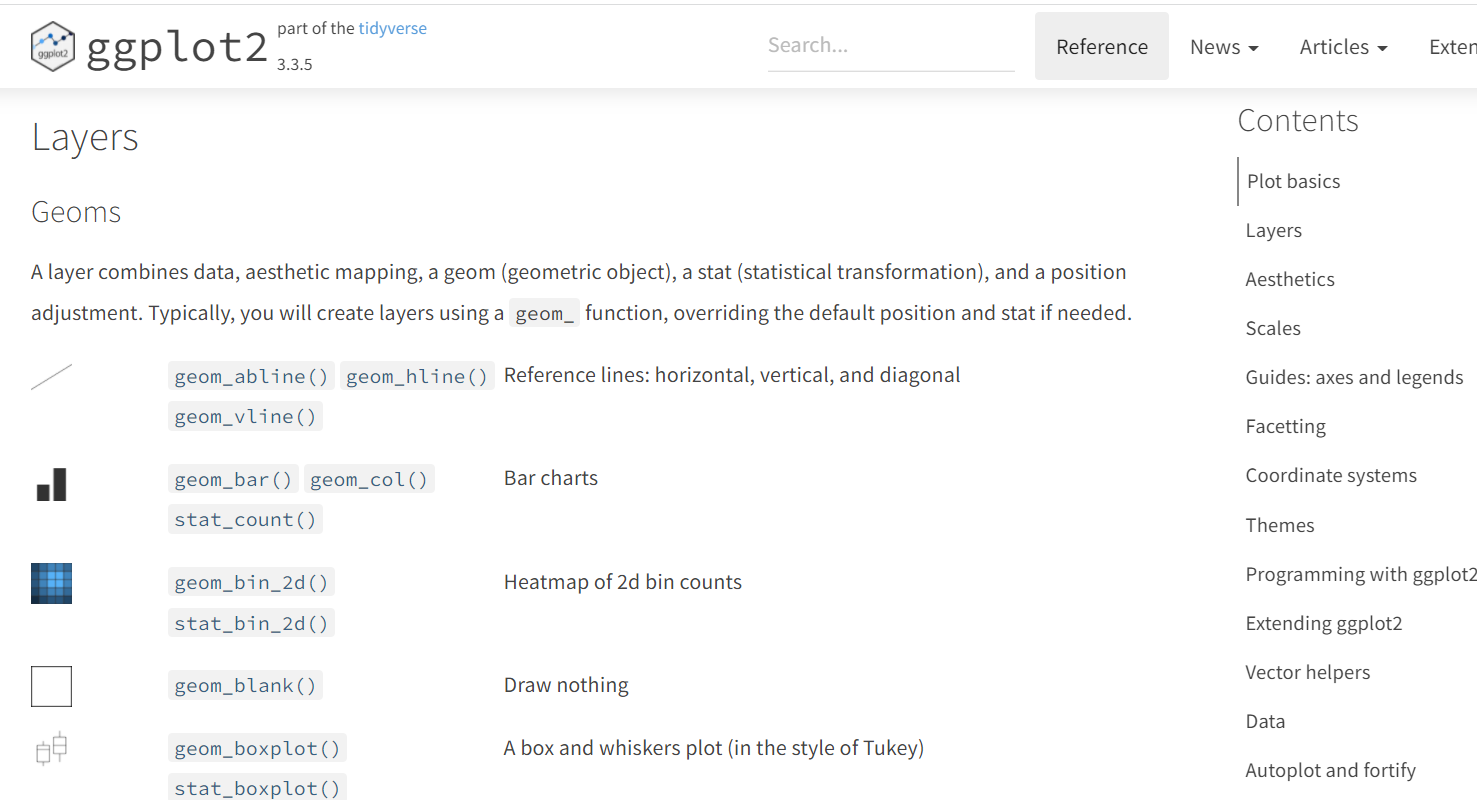 ggplot2
ggplot2
part of the tidyverse
3.3.5
Search...
Reference
News
Articles
Layers
Geoms
A layer combines data, aesthetic mapping, a geom (geometric object), a stat (statistical transformation), and a position
adjustment. Typically, you will create layers using a geom_ function, overriding the default position and stat if needed.
geom_abline() geom_hline() Reference lines: horizontal, vertical, and diagonal
geom_vline()
geom_bar() geom_col() Bar charts
stat_count()
geom_bin_2d() Heatmap of 2d bin counts
stat_bin_2d()
geom_blank() Draw nothing
geom_boxplot() A box and whiskers plot (in the style of Tukey)
stat_boxplot()
Contents
Plot basics
Layers
Aesthetics
Scales
Guides: axes and legends
Facetting
Coordinate systems
Themes
Programming with ggplot2
Extending ggplot2
Vector helpers
Data
Autoplot and fortify